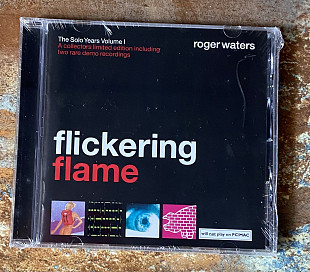 The Solo Years Volume I
roger waters
A collectors limited edition including
two rare demo recordings
flickering
flame
will not play on PC/MAC